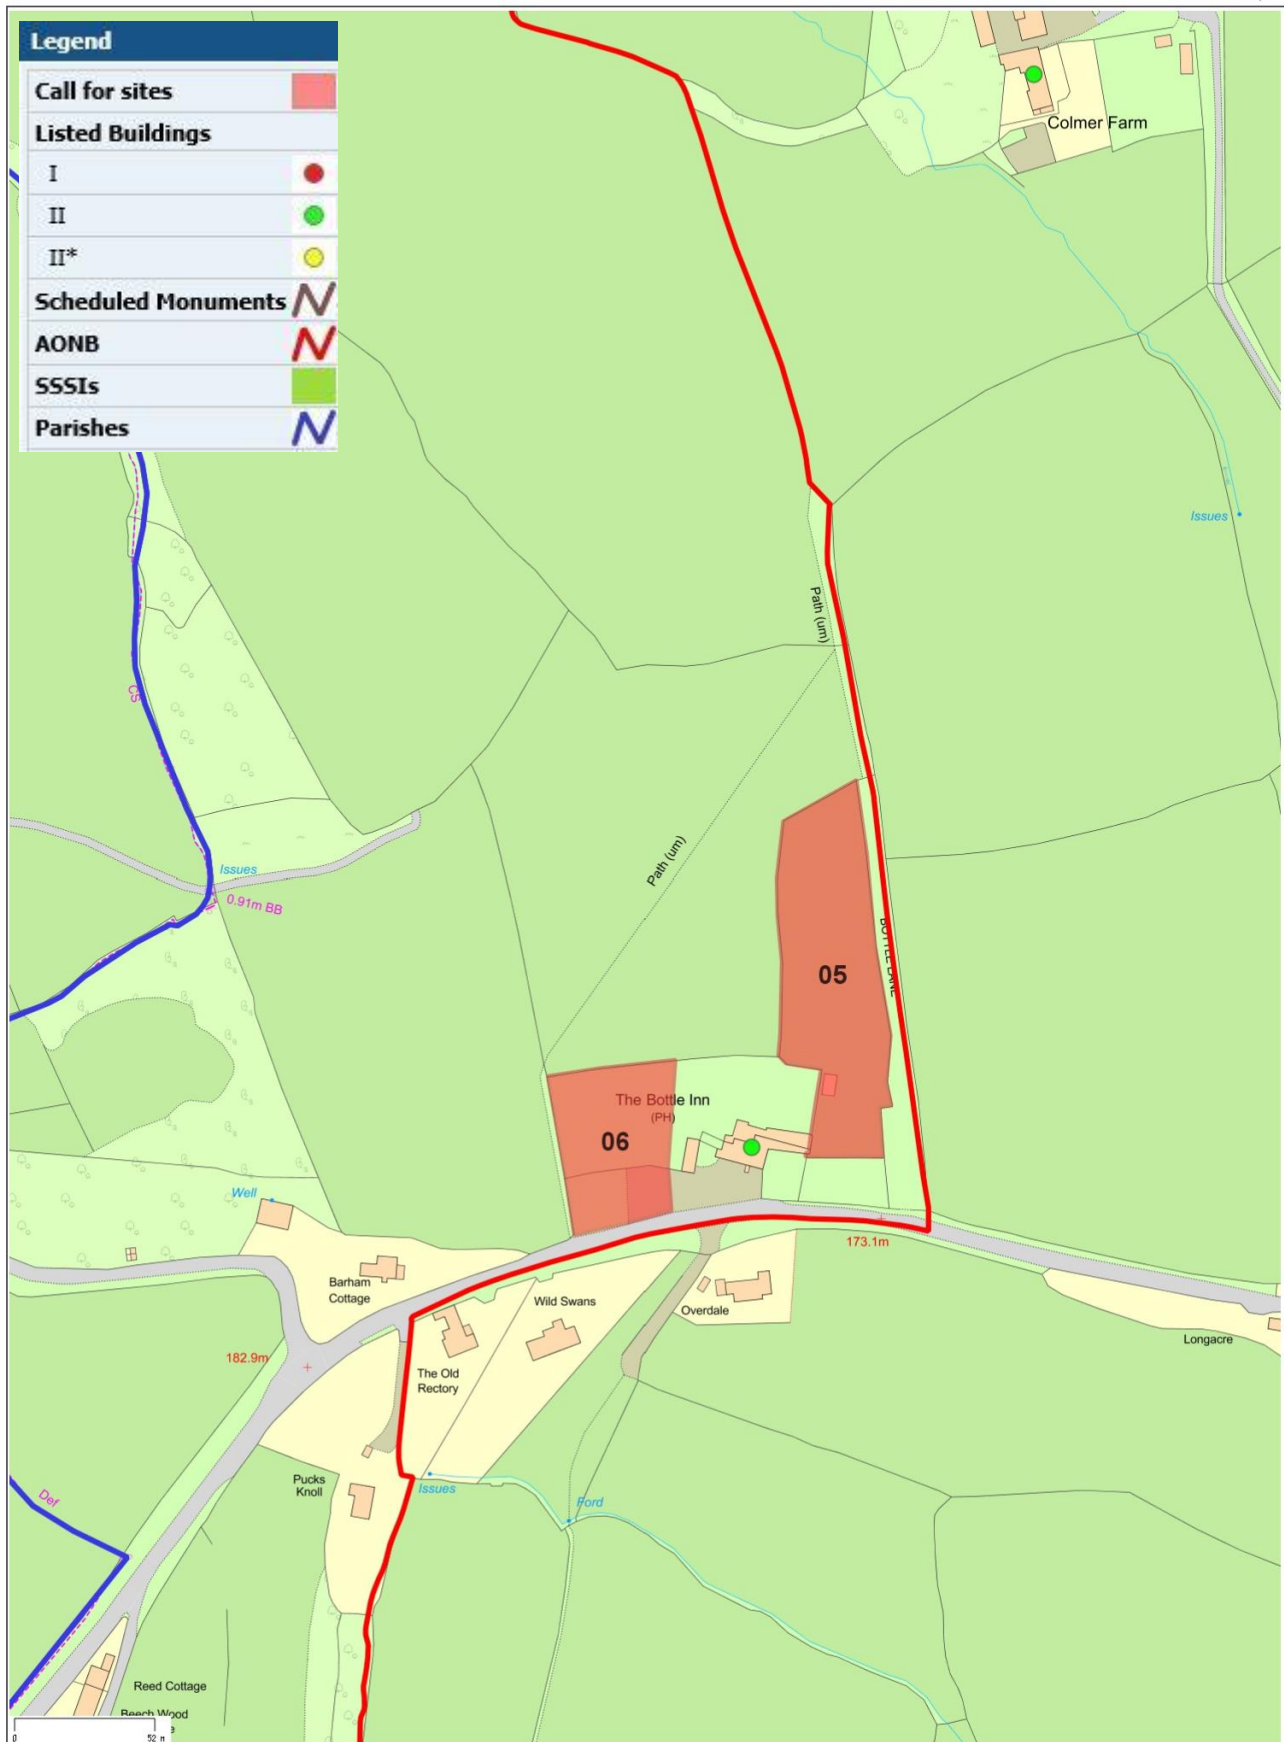 Legend
Call for sites
Listed Buildings
I
II
II*
Scheduled Monuments
AONB
SSSIs
Parishes
Colmer Farm
Issues
Path (um)
CS
Path (um)
Issues
0.91m BB
BOTTLE LANE
05
The Bottle Inn
(PH)
06
Well
173.1m
Barham
Cottage
Wild Swans
Overdale
Longacre
182.9m
The Old
Rectory
Pucks
Knoll
Issues
Ford
Def
Reed Cottage
Beech Wood
0
52 m